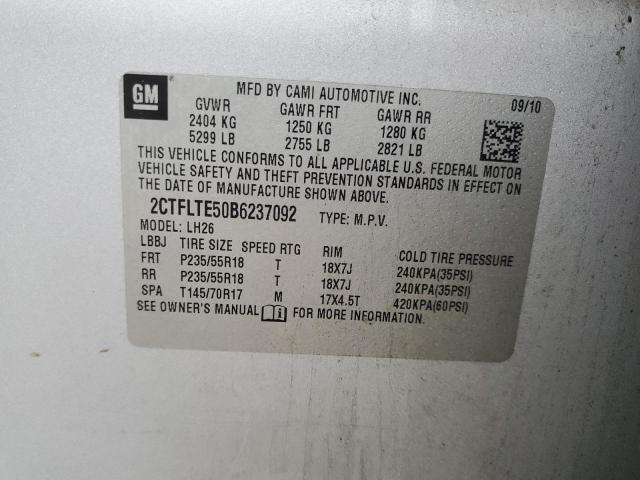 GM
MFD BY CAMI AUTOMOTIVE INC.
09/10
GVWR GAWR FRT GAWR RR
2404 KG 1250 KG 1280 KG
5299 LB 2755 LB 2821 LB
THIS VEHICLE CONFORMS TO ALL APPLICABLE U.S. FEDERAL MOTOR
VEHICLE SAFETY AND THEFT PREVENTION STANDARDS IN EFFECT ON
THE DATE OF MANUFACTURE SHOWN ABOVE.
2CTFLTE50B6237092 TYPE: M.P.V.
MODEL: LH26
LBBJ TIRE SIZE SPEED RTG RIM COLD TIRE PRESSURE
FRT P235/55R18 T 18X7J 240KPA(35PSI)
RR P235/55R18 T 18X7J 240KPA(35PSI)
SPA T145/70R17 M 17X4.5T 420KPA(60PSI)
SEE OWNER'S MANUAL i FOR MORE INFORMATION.